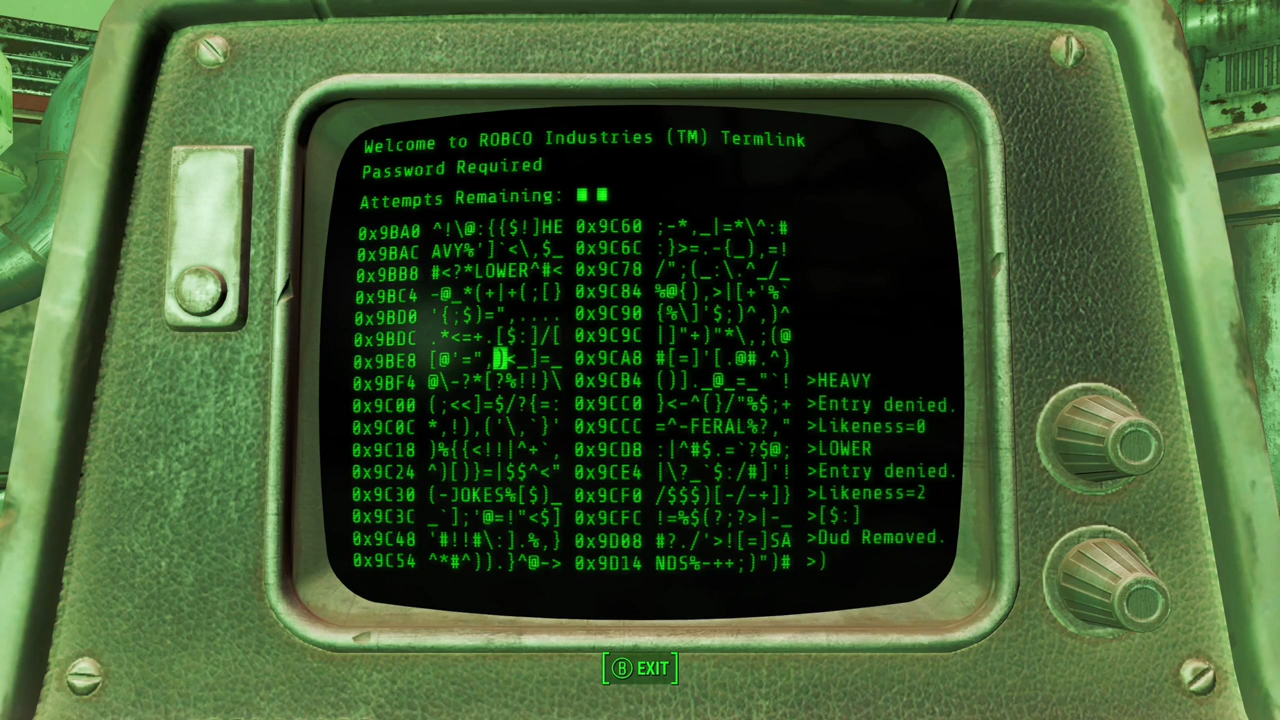 Welcome to ROBCO Industries (TM) Termlink
Password Required
Attempts Remaining: ■ ■
0x9BA0 ^!\@:{{$!]HE 0x9C60 ;-*,_|=*\^:#
0x9BAC AVY%']`<\,$_ 0x9C6C :}>=.-{_),=!
0x9BB8 #<?*LOWER^#< 0x9C78 /";(_:\.^_/_
0x9BC4 -@_*(+|+(;[} 0x9C84 %@{),>|[+'%`
0x9BD0 '{;$)=",..... 0x9C90 {%\]'$;)^,)^
0x9BDC .*<=+.[$:]/[ 0x9C9C |]"+)"*\,;(@
0x9BE8 [@'=",)<_]=_ 0x9CA8 #[=]'[.@#.^)
0x9BF4 @\-?*[?%!!}\ 0x9CB4 ()]._@_=_"`! >HEAVY
0x9C00 (;<<]=$/?{=: 0x9CC0 }<-^(}/"%$;+ >Entry denied.
0x9C0C *,!),('\,`}' 0x9CCC =^-FERAL%?," >Likeness=0
0x9C18 )%{{<!!|^+`, 0x9CD8 :|^#$.=`?$@; >LOWER
0x9C24 ^)[)}=|$$^<" 0x9CE4 |\?_`$:/#]'! >Entry denied.
0x9C30 (-JOKES%[$)_ 0x9CF0 /$$$)[-/-+]} >Likeness=2
0x9C3C _`];'@=!"<$] 0x9CFC !=%$(?;?>|-_ >[$:]
0x9C48 '#!!#\:].%,} 0x9D08 #?./'>![=]SA >Dud Removed.
0x9C54 ^*#^)).}^@-> 0x9D14 NDS%-++;)")# >)
[Ⓑ EXIT]